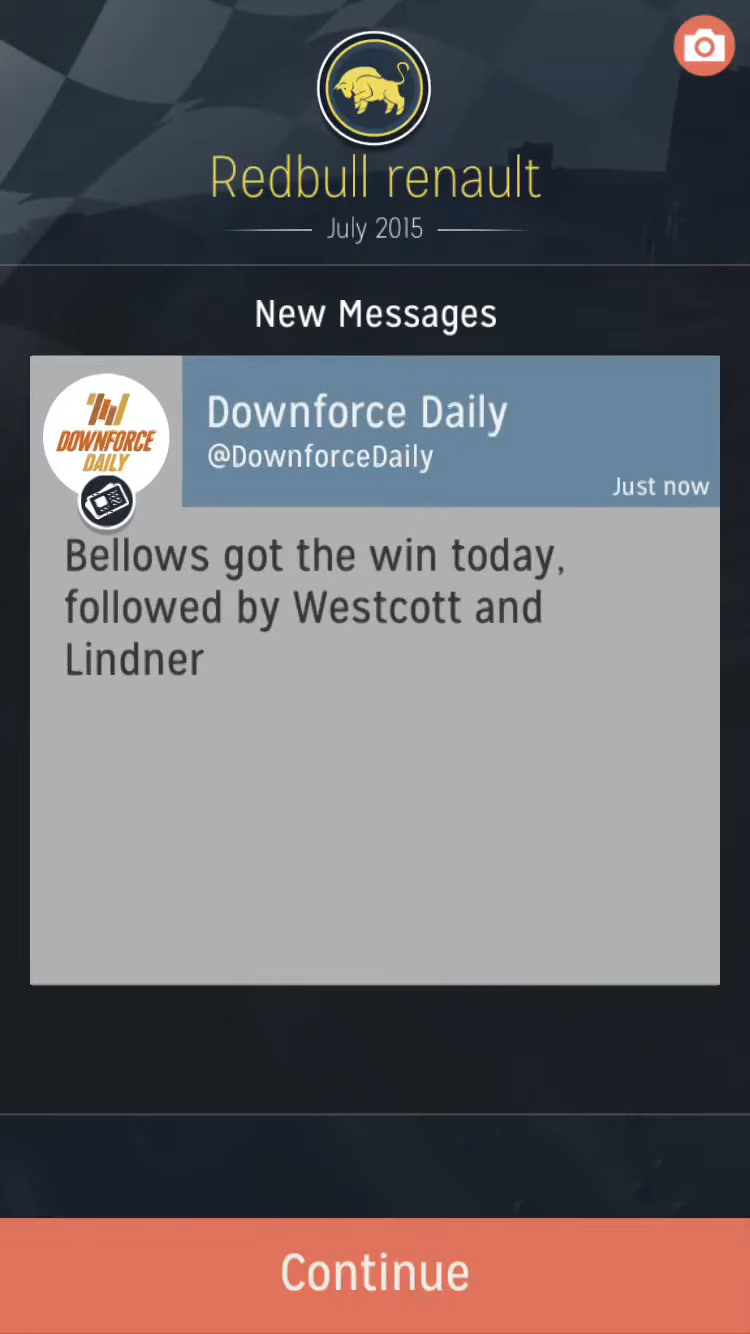 Redbull renault
July 2015
New Messages
DOWNFORCE
DAILY
Downforce Daily
@DownforceDaily
Just now
Bellows got the win today,
followed by Westcott and
Lindner
Continue